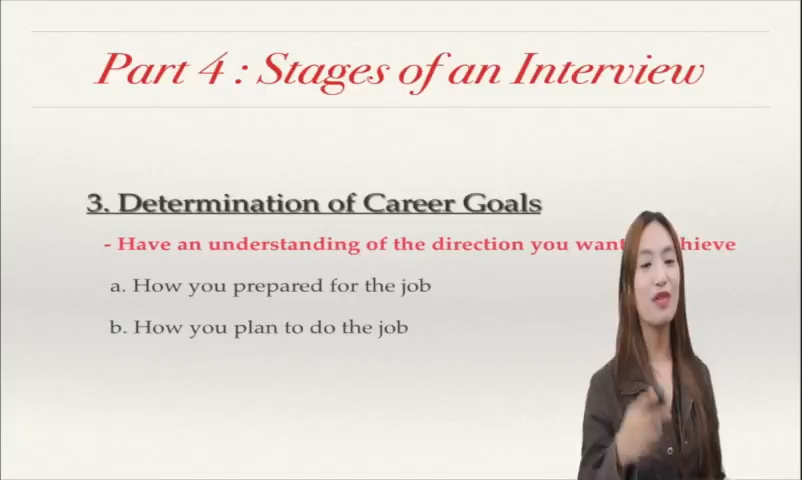 Part 4 : Stages of an Interview
3. Determination of Career Goals
- Have an understanding of the direction you want hieve
a. How you prepared for the job
b. How you plan to do the job